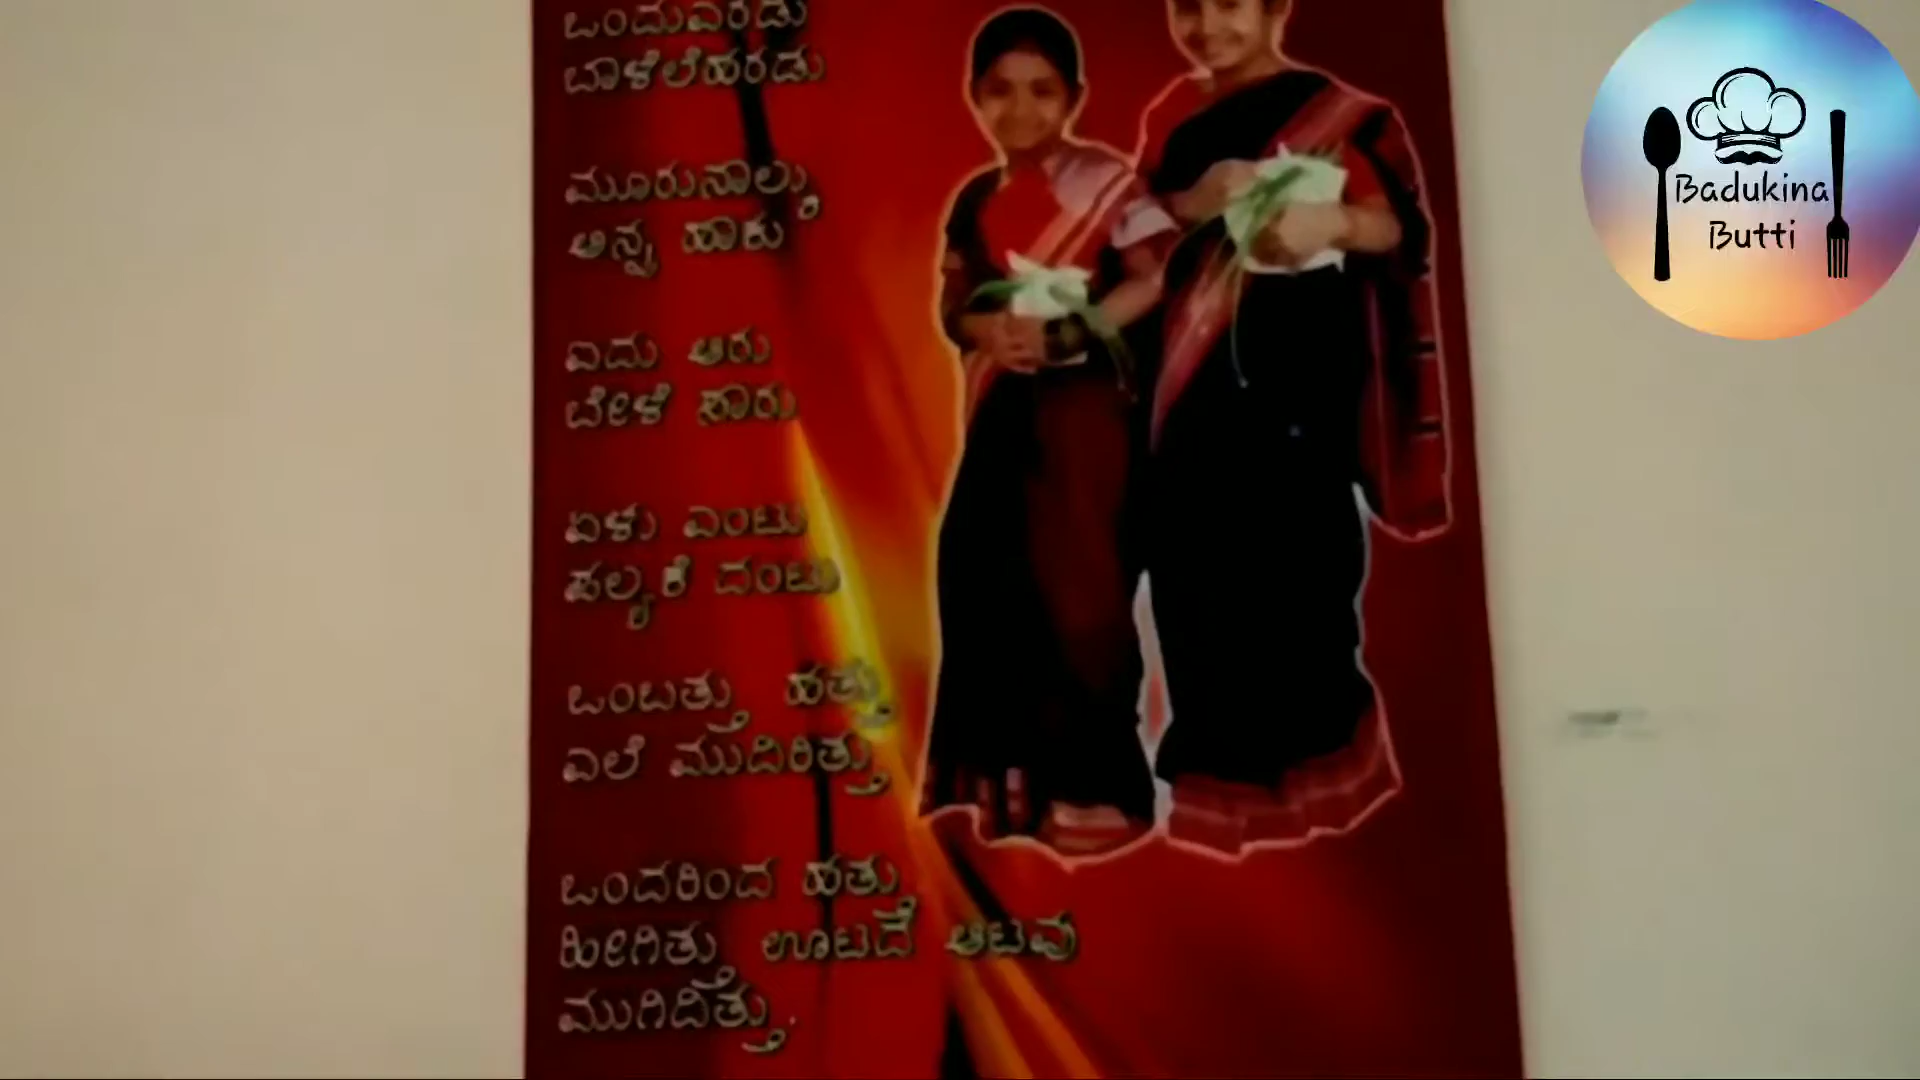 ಒಂದುಎರಡು
ಬಾಳೆಲೆಹರಡು
ಮೂರುನಾಲ್ಕು
ಅನ್ನ ಹಾಕು
ಐದು ಆರು
ಬೇಳೆ ಸಾರು
ಏಳು ಎಂಟು
ಪಲ್ಯಕೆ ದಂಟು
ಒಂಬತ್ತು ಹತ್ತು
ಎಲೆ ಮುದಿರಿತ್ತು
ಒಂದರಿಂದ ಹತ್ತು
ಹೀಗಿತ್ತು ಊಟದೆ ಆಟವು
ಮುಗಿದಿತ್ತು.
Badukina
Butti